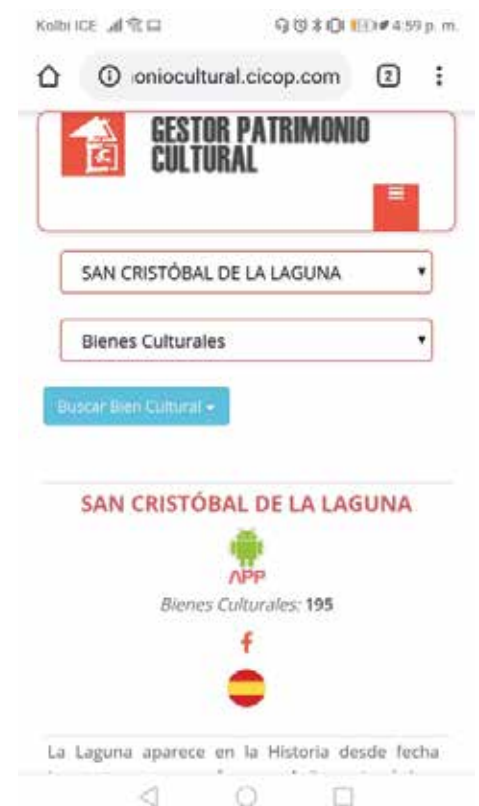 Kolbi ICE 4:59 p. m.
oniocultural.cicop.com 2
GESTOR PATRIMONIO
CULTURAL
SAN CRISTÓBAL DE LA LAGUNA
Bienes Culturales
Buscar Bien Cultural
SAN CRISTÓBAL DE LA LAGUNA
APP
Bienes Culturales: 195
La Laguna aparece en la Historia desde fecha